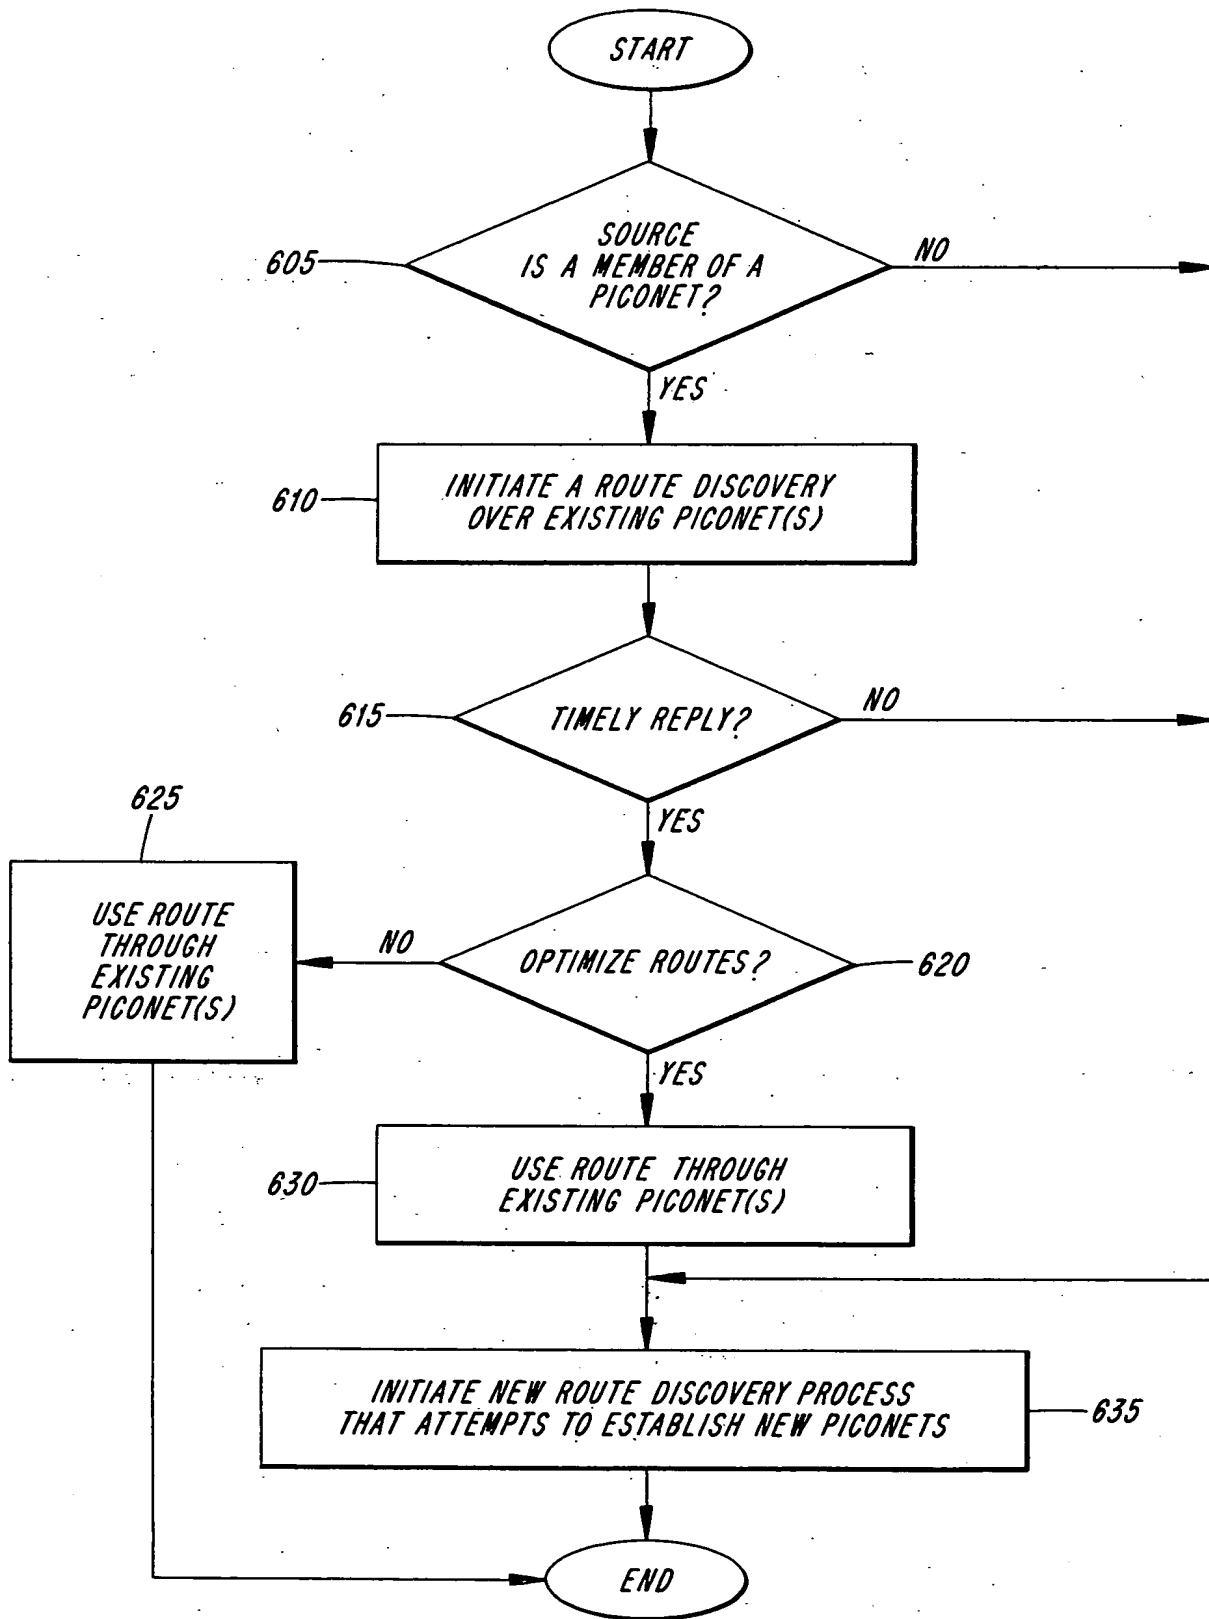 START
SOURCE
IS A MEMBER OF A
PICONET?
605
NO
YES
INITIATE A ROUTE DISCOVERY
OVER EXISTING PICONET(S)
610
TIMELY REPLY?
615
NO
YES
625
USE ROUTE
THROUGH
EXISTING
PICONET(S)
NO
OPTIMIZE ROUTES?
620
YES
USE ROUTE THROUGH
EXISTING PICONET(S)
630
INITIATE NEW ROUTE DISCOVERY PROCESS
THAT ATTEMPTS TO ESTABLISH NEW PICONETS
635
END